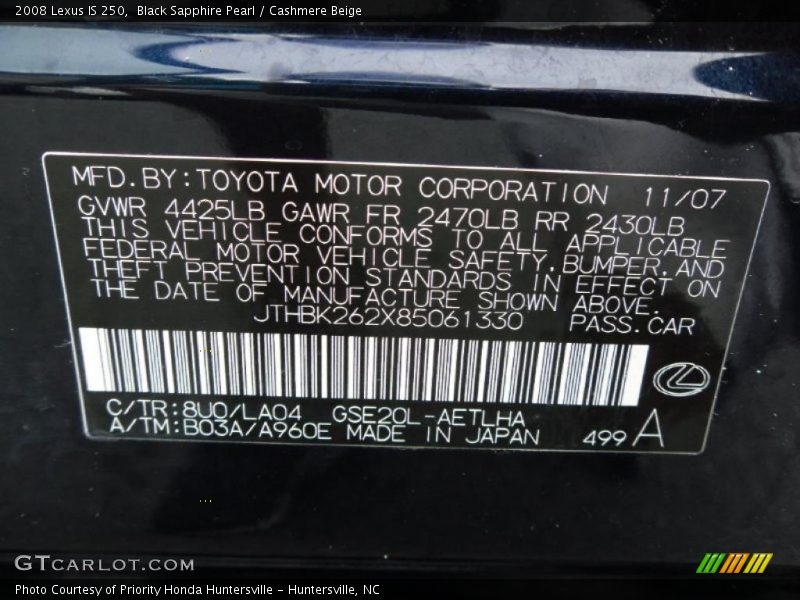 2008 Lexus IS 250,  Black Sapphire Pearl / Cashmere Beige
MFD.BY:TOYOTA MOTOR CORPORATION 11/07
GVWR 4425LB GAWR FR 2470LB RR 2430LB
THIS VEHICLE CONFORMS TO ALL APPLICABLE
FEDERAL MOTOR VEHICLE SAFETY,BUMPER,AND
THEFT PREVENTION STANDARDS IN EFFECT ON
THE DATE OF MANUFACTURE SHOWN ABOVE.
JTHBK262X85061330 PASS.CAR
C/TR:8U0/LA04 GSE20L-AETLHA
A/TM:B03A/A960E MADE IN JAPAN 499 A
GTCARLOT.COM
Photo Courtesy of Priority Honda Huntersville - Huntersville, NC